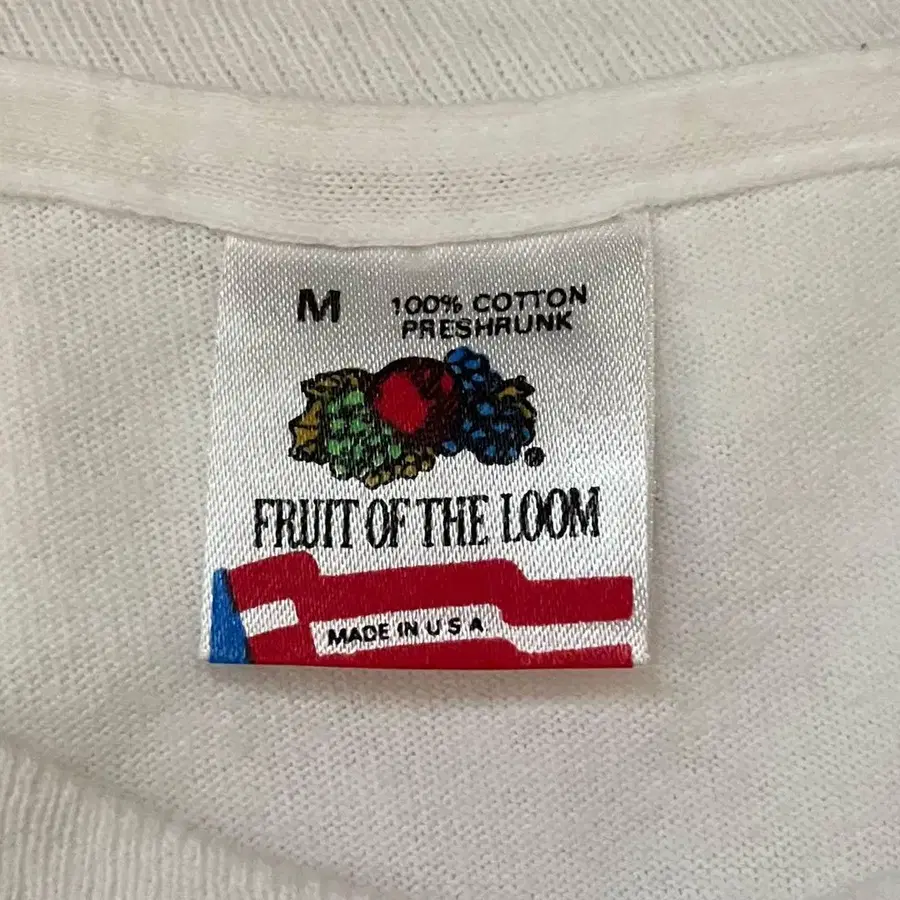 M
100% COTTON
PRESHRUNK
®
FRUIT OF THE LOOM
MADE IN U S A